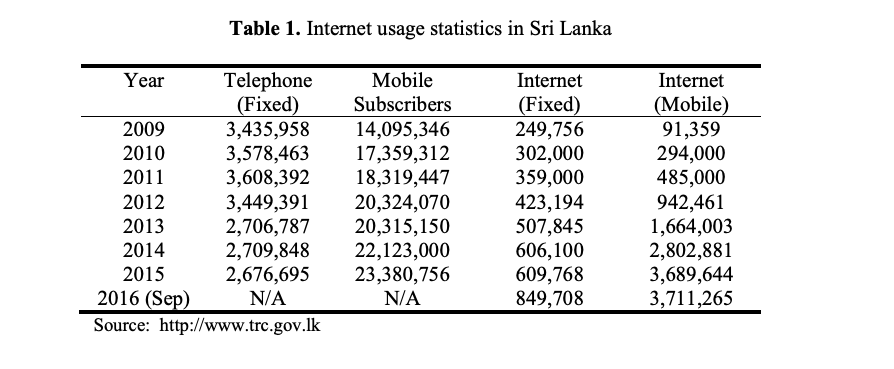 Table 1. Internet usage statistics in Sri Lanka
Year Telephone Mobile Internet Internet
(Fixed) Subscribers (Fixed) (Mobile)
2009 3,435,958 14,095,346 249,756 91,359
2010 3,578,463 17,359,312 302,000 294,000
2011 3,608,392 18,319,447 359,000 485,000
2012 3,449,391 20,324,070 423,194 942,461
2013 2,706,787 20,315,150 507,845 1,664,003
2014 2,709,848 22,123,000 606,100 2,802,881
2015 2,676,695 23,380,756 609,768 3,689,644
2016 (Sep) N/A N/A 849,708 3,711,265
Source: http://www.trc.gov.lk